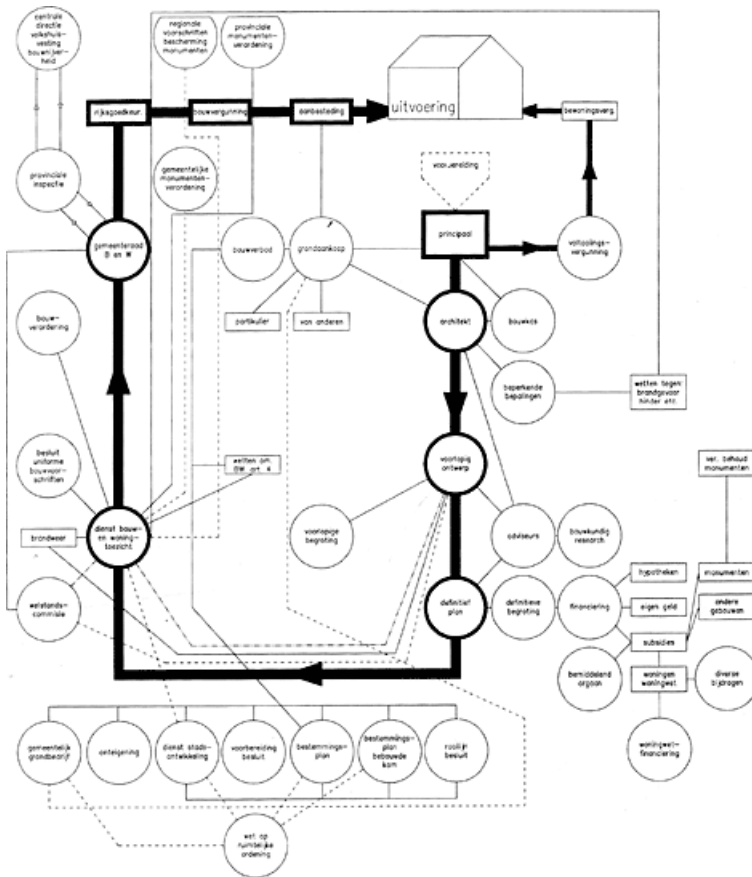 centrale
directie
volkshuis-
vesting
bouwnijver-
heid
regionale
voorschriften
bescherming
monumenten
provinciale
monumenten-
verordening
rijksgoedkeur.
bouwvergunning
aanbesteding
uitvoering
bewoningsverg.
provinciale
inspectie
gemeentelijke
monumenten-
verordening
gemeenteraad
B en W
bouwverbod
grondaankoop
principaal
vergunning
partikulier
van anderen
architekt
bouwkas
bouw-
verordening
beperkende
bepalingen
wetten tegen
brandgevaar
hinder etc.
besluit
uniforme
bouwvoor-
schriften
wetten om.
BW art. 4
voorlopig
ontwerp
wet behoud
monumenten
brandweer
dienst bouw-
en woning-
toezicht
voorlopige
begroting
adviseurs
bouwkundig
research
hypotheken
monumenten
welstands-
commisie
definitief
plan
definitieve
begroting
financiering
eigen geld
andere
gebouwen
subsidies
bemiddelend
orgaan
woningen
woningwet
diverse
bijdragen
gemeentelijk
grondbedrijf
onteigening
dienst stads-
ontwikkeling
voorbereiding
besluit
bestemmings-
plan
bestemmings-
plan
bebouwde
kom
rooilijn
besluit
woningwet-
financiering
wet op
ruimtelijke
ordening